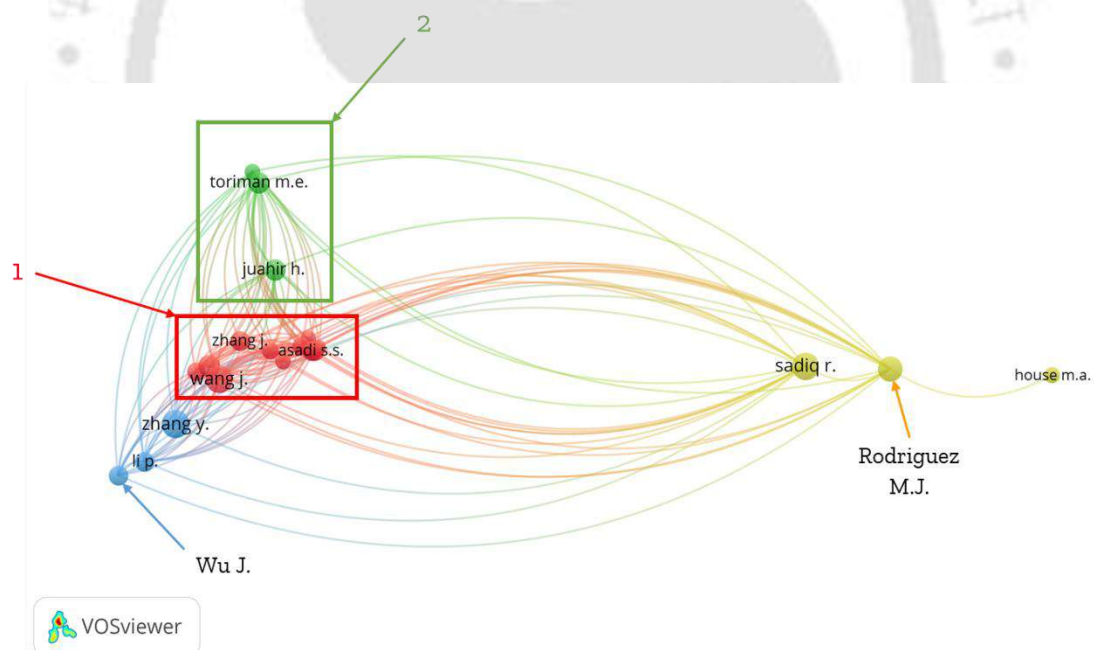 2
toriman m.e.
juahir h.
1
zhang j.
asadi s.s.
wang j.
zhang y.
li p.
Wu J.
sadiq r.
house m.a.
Rodriguez
M.J.
VOSviewer